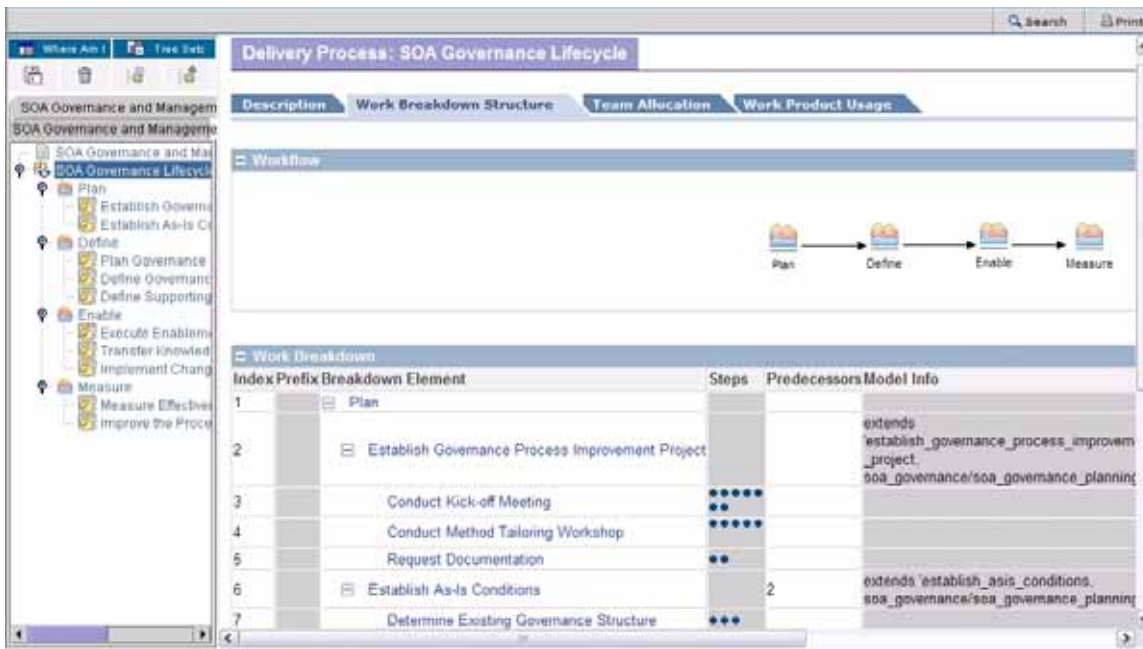 Search Print
Where Am I Tree Sets
Delivery Process: SOA Governance Lifecycle
SOA Governance and Managem
SOA Governance and Manageme
SOA Governance and Mai
SOA Governance Lifecycl
Plan
Establish Governa
Establish As-Is Co
Define
Plan Governance
Define Governanc
Define Supporting
Enable
Execute Enableme
Transfer Knowled
Implement Chang
Measure
Measure Effective
Improve the Proce
Description Work Breakdown Structure Team Allocation Work Product Usage
Workflow
Plan Define Enable Measure
Work Breakdown
Index Prefix Breakdown Element Steps Predecessors Model Info
1 Plan
2 Establish Governance Process Improvement Project
extends
'establish_governance_process_improvem
_project,
soa_governance/soa_governance_planning
3 Conduct Kick-off Meeting
4 Conduct Method Tailoring Workshop
5 Request Documentation
6 Establish As-Is Conditions 2
extends 'establish_asis_conditions,
soa_governance/soa_governance_planning
7 Determine Existing Governance Structure